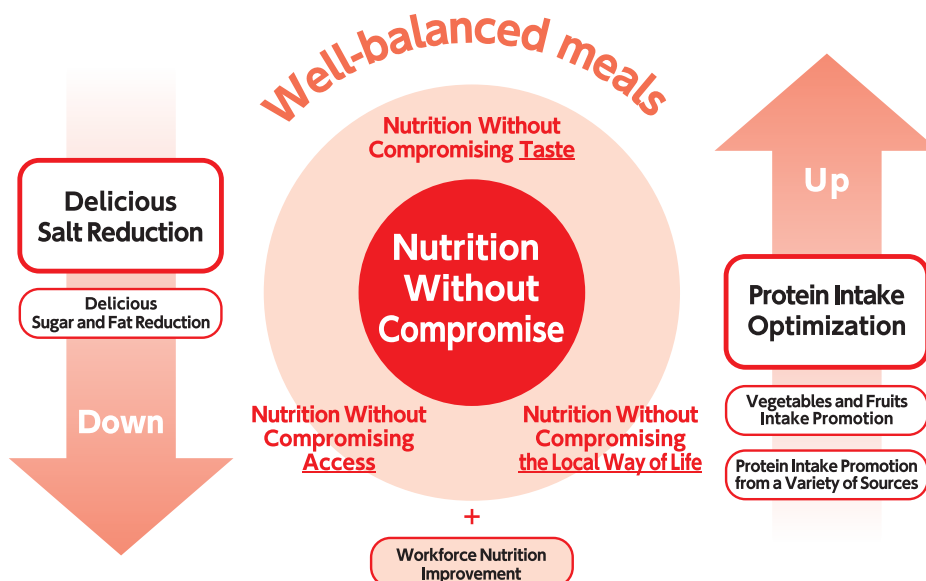 Well-balanced meals
Nutrition Without
Compromising Taste
Delicious
Salt Reduction
Delicious
Sugar and Fat Reduction
Down
Nutrition
Without
Compromise
Nutrition Without
Compromising
Access
Nutrition Without
Compromising
the Local Way of Life
Up
Protein Intake
Optimization
Vegetables and Fruits
Intake Promotion
Protein Intake Promotion
from a Variety of Sources
+
Workforce Nutrition
Improvement